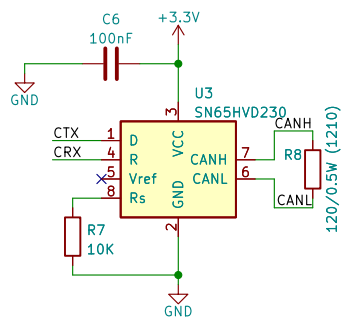 C6
100nF
+3.3V
GND
U3
SN65HVD230
3
VCC
CTX
1
D
CRX
4
R
5
Vref
8
Rs
CANH
7
CANL
6
GND
2
CANH
R8
120/0.5W (1210)
CANL
R7
10K
GND